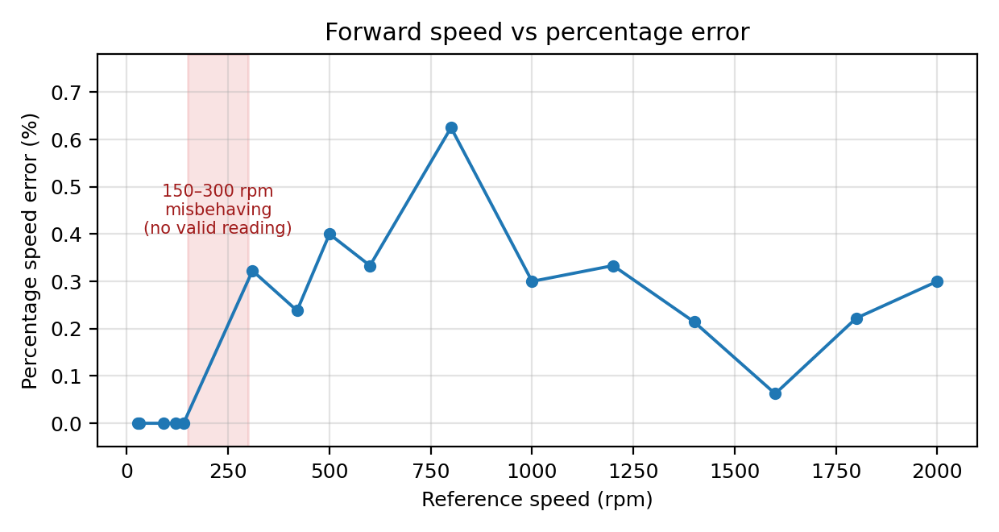 Forward speed vs percentage error
Percentage speed error (%)
0.7
0.6
0.5
0.4
0.3
0.2
0.1
0.0
150–300 rpm
misbehaving
(no valid reading)
0 250 500 750 1000 1250 1500 1750 2000
Reference speed (rpm)